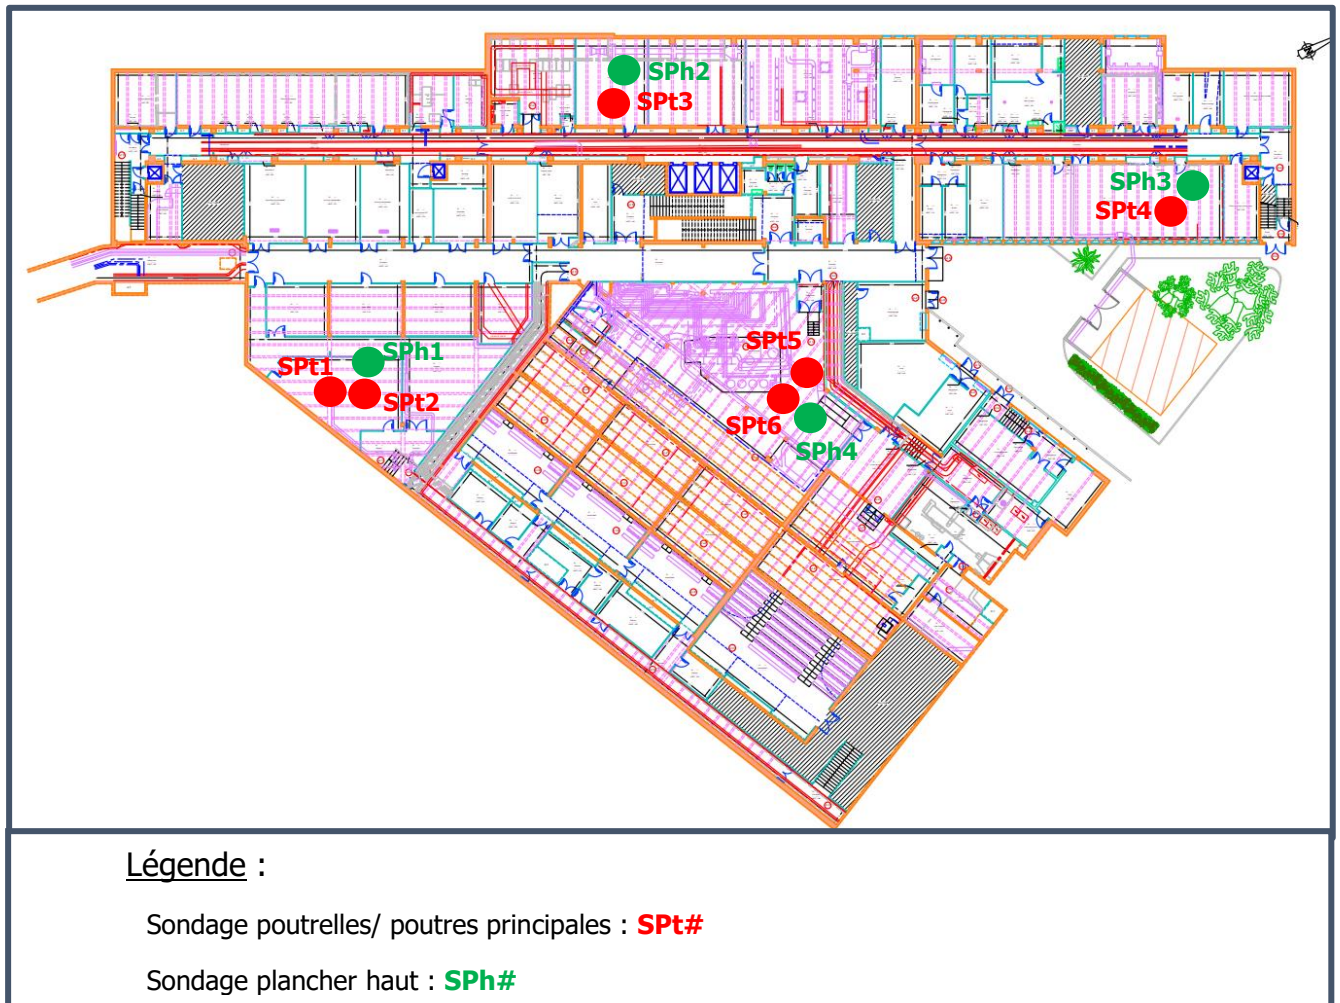 SPh2
SPt3
SPh3
SPt4
SPt5
SPh1
SPt1
SPt2
SPt6
SPh4
Légende :
Sondage poutrelles/ poutres principales : SPt#
Sondage plancher haut : SPh#